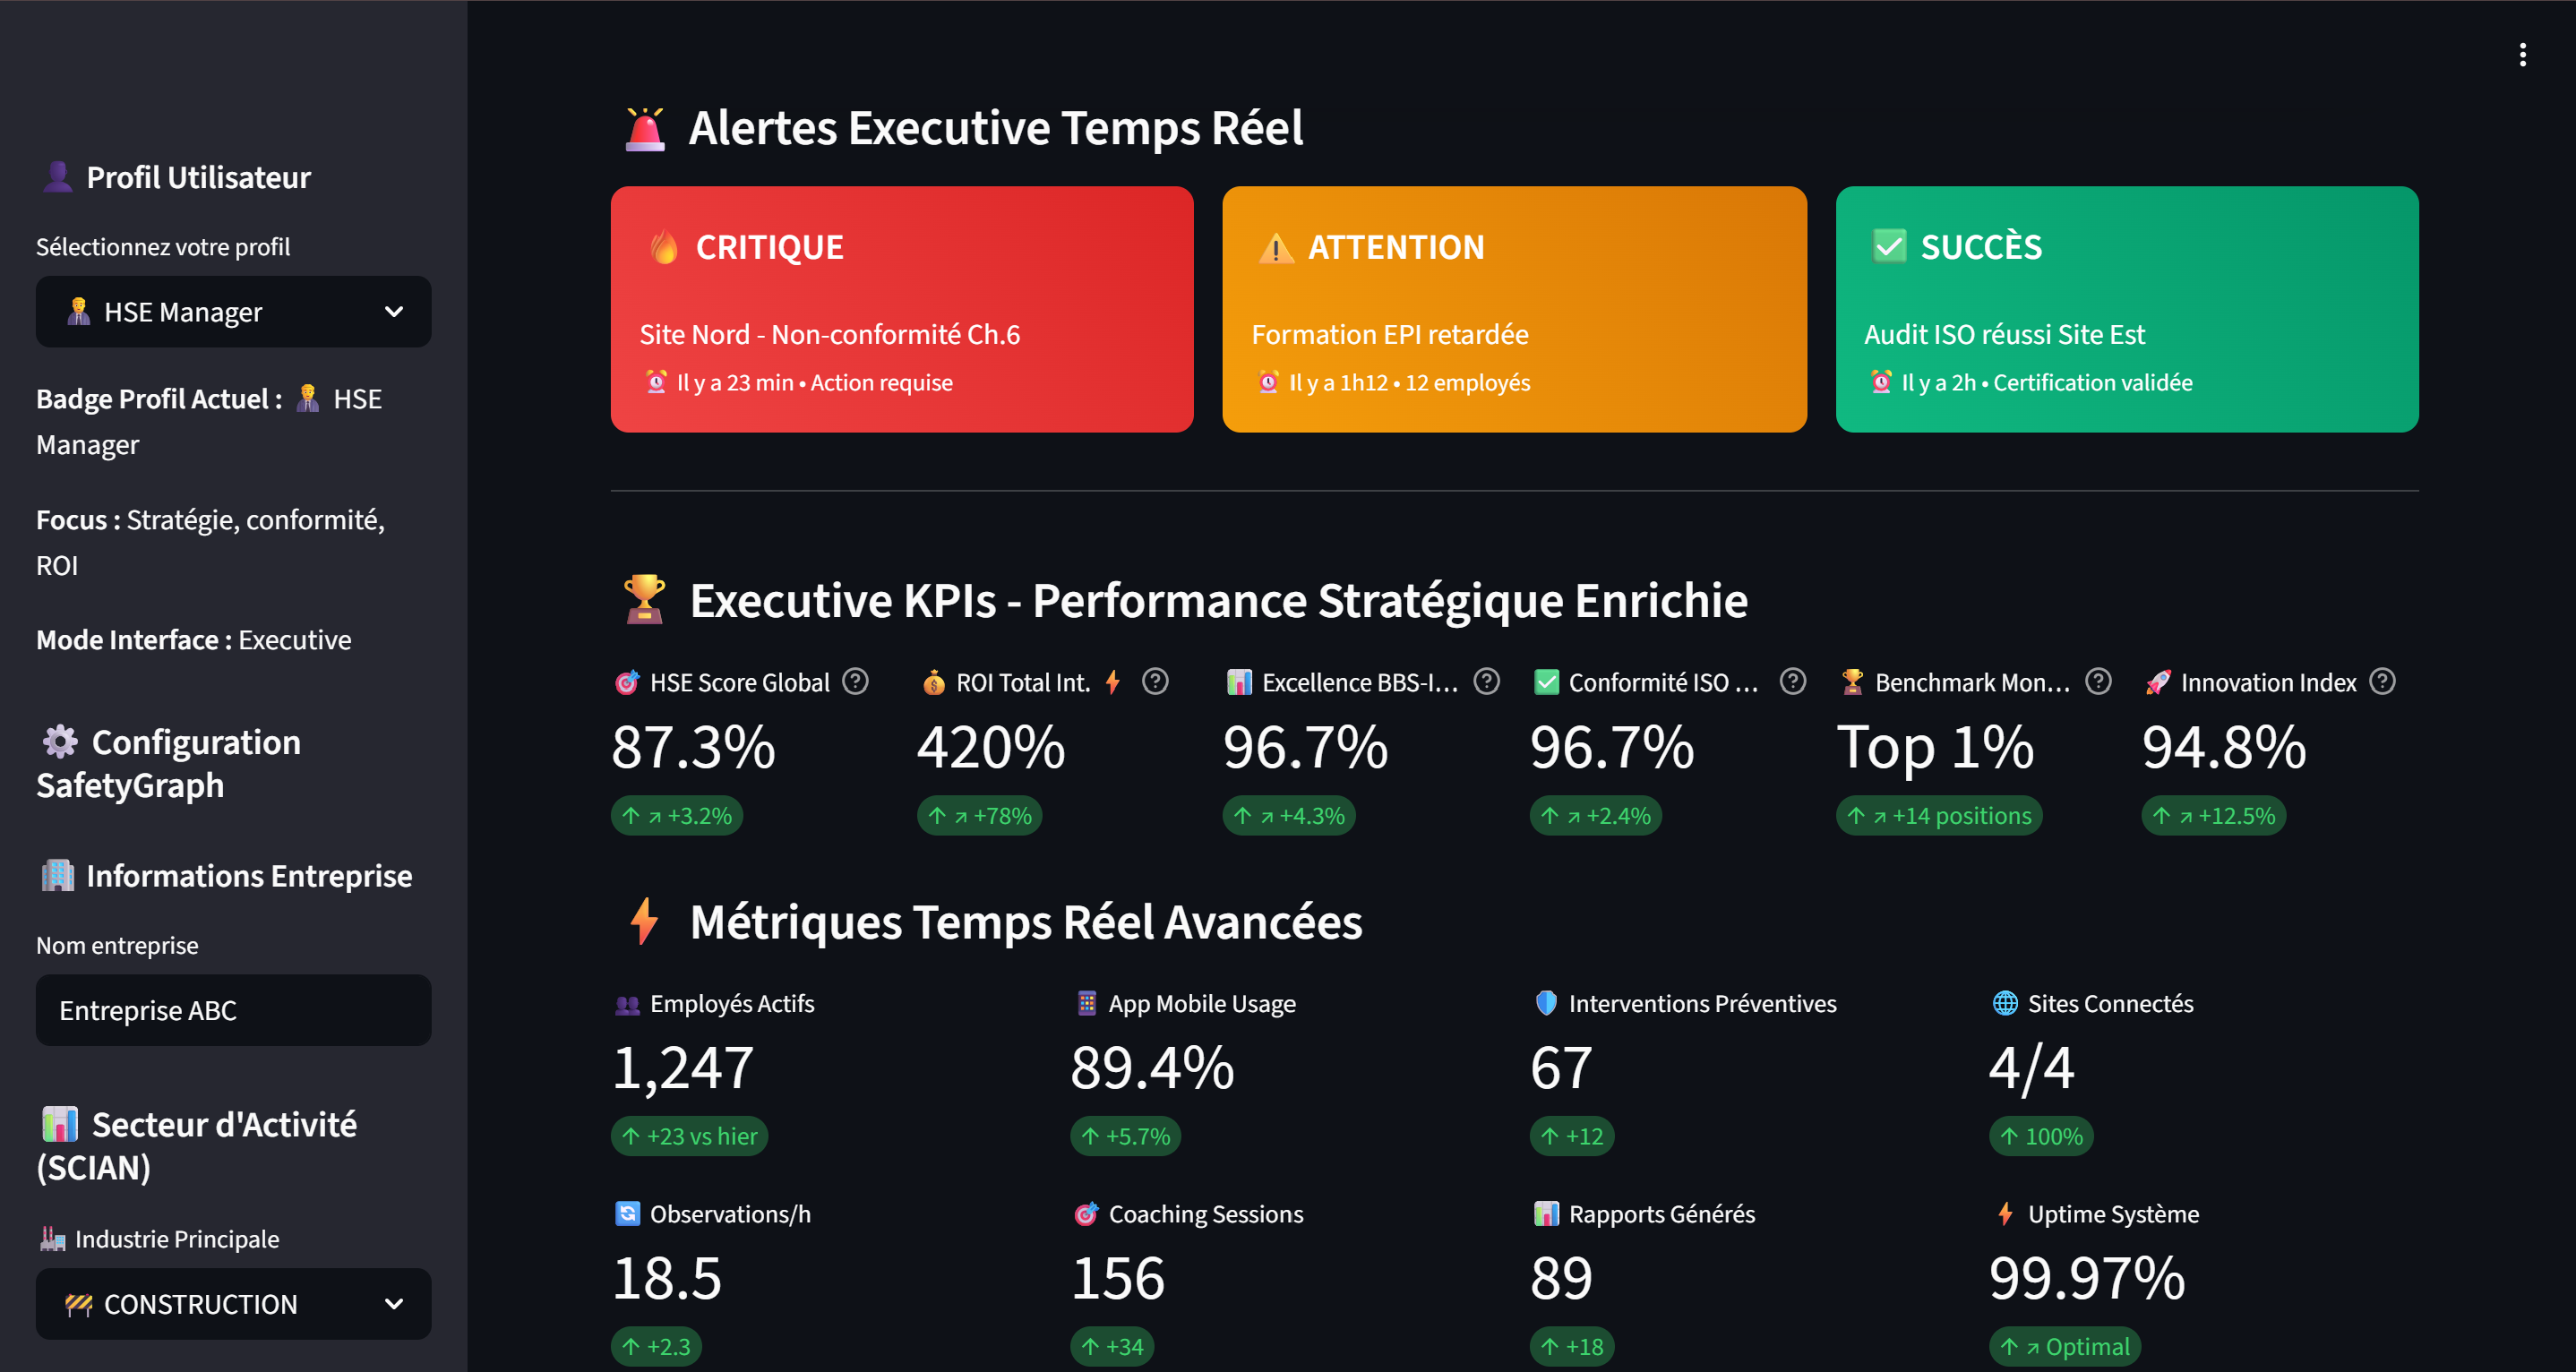 Profil Utilisateur
Sélectionnez votre profil
HSE Manager
Badge Profil Actuel : HSE
Manager
Focus : Stratégie, conformité,
ROI
Mode Interface : Executive
Configuration
SafetyGraph
Informations Entreprise
Nom entreprise
Entreprise ABC
Secteur d'Activité
(SCIAN)
Industrie Principale
CONSTRUCTION
Alertes Executive Temps Réel
CRITIQUE
Site Nord - Non-conformité Ch.6
Il y a 23 min • Action requise
ATTENTION
Formation EPI retardée
Il y a 1h12 • 12 employés
SUCCÈS
Audit ISO réussi Site Est
Il y a 2h • Certification validée
Executive KPIs - Performance Stratégique Enrichie
HSE Score Global
87.3%
↑ ↗ +3.2%
ROI Total Int. ⚡
420%
↑ ↗ +78%
Excellence BBS-I...
96.7%
↑ ↗ +4.3%
Conformité ISO ...
96.7%
↑ ↗ +2.4%
Benchmark Mon...
Top 1%
↑ ↗ +14 positions
Innovation Index
94.8%
↑ ↗ +12.5%
Métriques Temps Réel Avancées
Employés Actifs
1,247
↑ +23 vs hier
App Mobile Usage
89.4%
↑ +5.7%
Interventions Préventives
67
↑ +12
Sites Connectés
4/4
↑ 100%
Observations/h
18.5
↑ +2.3
Coaching Sessions
156
↑ +34
Rapports Générés
89
↑ +18
Uptime Système
99.97%
↑ ↗ Optimal